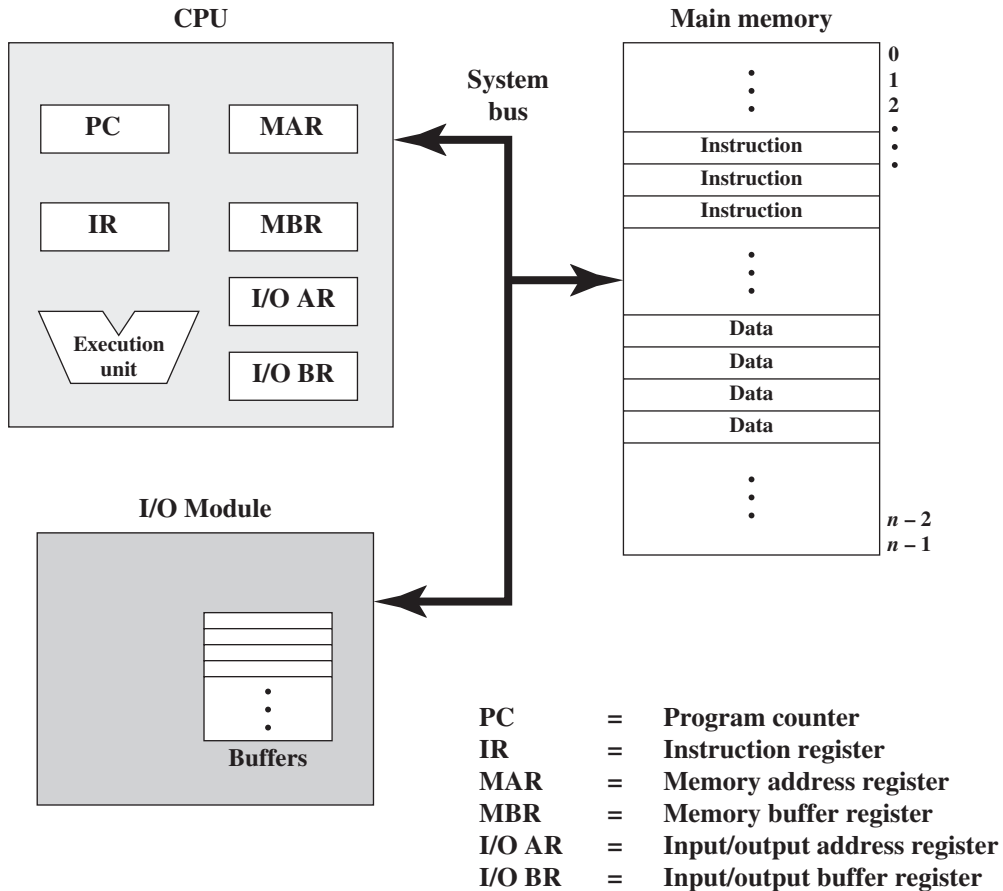 CPU
PC
MAR
IR
MBR
I/O AR
I/O BR
Execution
unit
System
bus
Main memory
0
1
2
Instruction
Instruction
Instruction
Data
Data
Data
Data
n – 2
n – 1
I/O Module
Buffers
PC = Program counter
IR = Instruction register
MAR = Memory address register
MBR = Memory buffer register
I/O AR = Input/output address register
I/O BR = Input/output buffer register